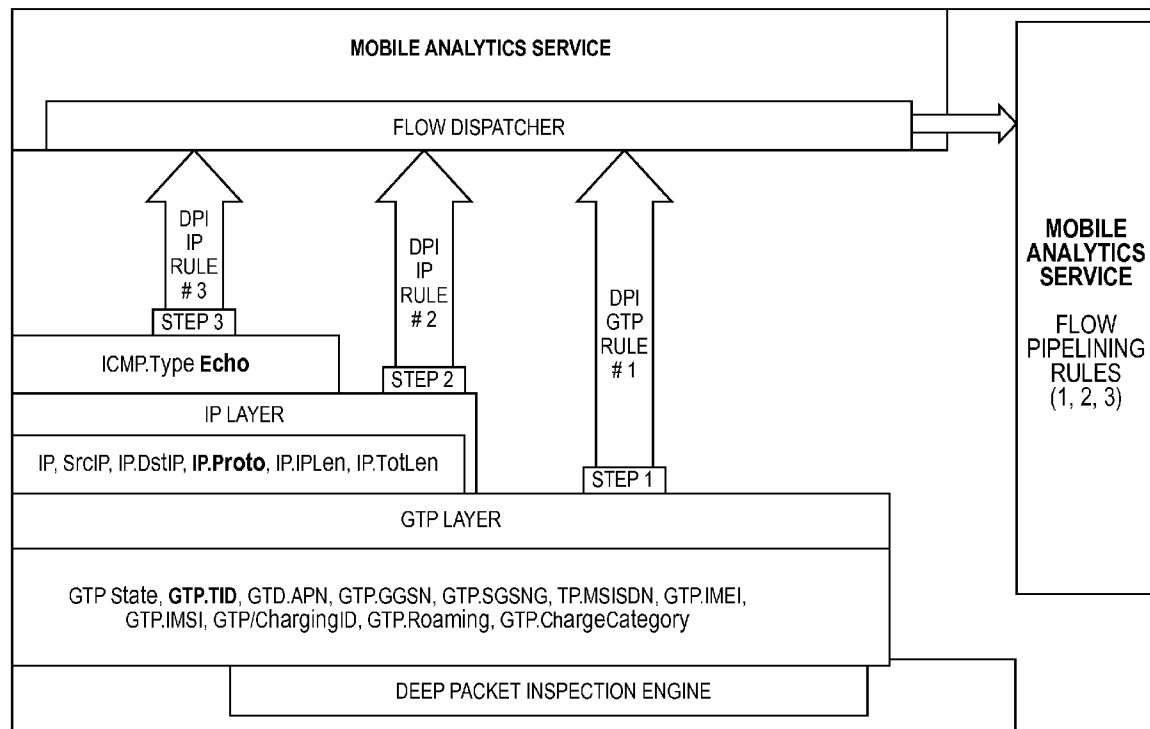 MOBILE ANALYTICS SERVICE
FLOW DISPATCHER
DPI
IP
RULE
# 3
STEP 3
DPI
IP
RULE
# 2
STEP 2
DPI
GTP
RULE
# 1
STEP 1
ICMP.Type Echo
IP LAYER
IP, SrcIP, IP.DstIP, IP.Proto, IP.IPLen, IP.TotLen
GTP LAYER
GTP State, GTP.TID, GTD.APN, GTP.GGSN, GTP.SGSNG, TP.MSISDN, GTP.IMEI,
GTP.IMSI, GTP/ChargingID, GTP.Roaming, GTP.ChargeCategory
DEEP PACKET INSPECTION ENGINE
MOBILE
ANALYTICS
SERVICE
FLOW
PIPELINING
RULES
(1, 2, 3)